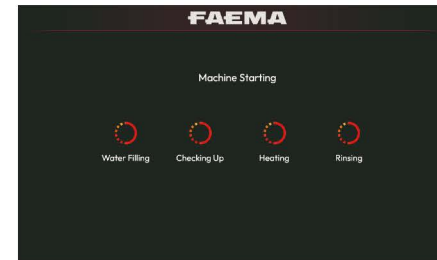 FAEMA
Machine Starting
Water Filling
Checking Up
Heating
Rinsing